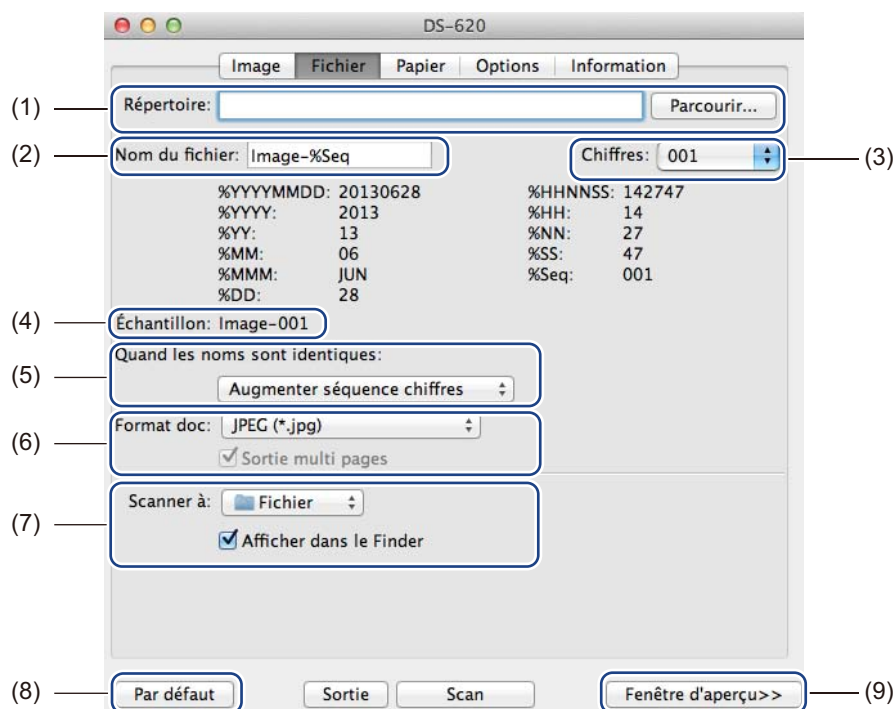 DS-620
Image Fichier Papier Options Information
(1) Répertoire: Parcourir...
(2) Nom du fichier: Image-%Seq Chiffres: 001 (3)
%YYYYMMDD: 20130628 %HHNNSS: 142747
%YYYY: 2013 %HH: 14
%YY: 13 %NN: 27
%MM: 06 %SS: 47
%MMM: JUN %Seq: 001
%DD: 28
(4) Échantillon: Image-001
Quand les noms sont identiques:
(5) Augmenter séquence chiffres
(6) Format doc: JPEG (*.jpg)
Sortie multi pages
(7) Scanner à: Fichier
Afficher dans le Finder
(8) Par défaut Sortie Scan Fenêtre d'aperçu>> (9)